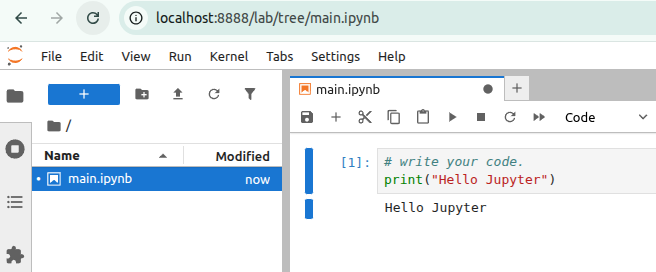 localhost:8888/lab/tree/main.ipynb
File Edit View Run Kernel Tabs Settings Help
main.ipynb
Code
/
Name Modified
main.ipynb now
[1]: # write your code.
print("Hello Jupyter")
Hello Jupyter